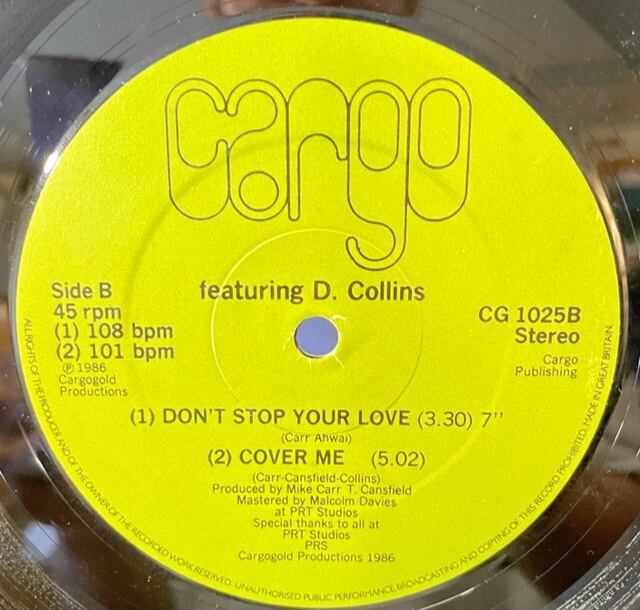 cargo
featuring D. Collins
Side B
45 rpm
(1) 108 bpm
(2) 101 bpm
℗ 1986
Cargogold
Productions
CG 1025B
Stereo
Cargo
Publishing
(1) DON'T STOP YOUR LOVE (3.30) 7"
(Carr Ahwai)
(2) COVER ME (5.02)
(Carr-Cansfield-Collins)
Produced by Mike Carr T. Cansfield
Mastered by Malcolm Davies
at PRT Studios
Special thanks to all at
PRT Studios
PRS
Cargogold Productions 1986
ALL RIGHTS OF THE PRODUCER AND OF THE OWNER OF THE RECORDED WORK RESERVED. UNAUTHORISED PUBLIC PERFORMANCE, BROADCASTING AND COPYING OF THIS RECORD PROHIBITED. MADE IN GREAT BRITAIN.